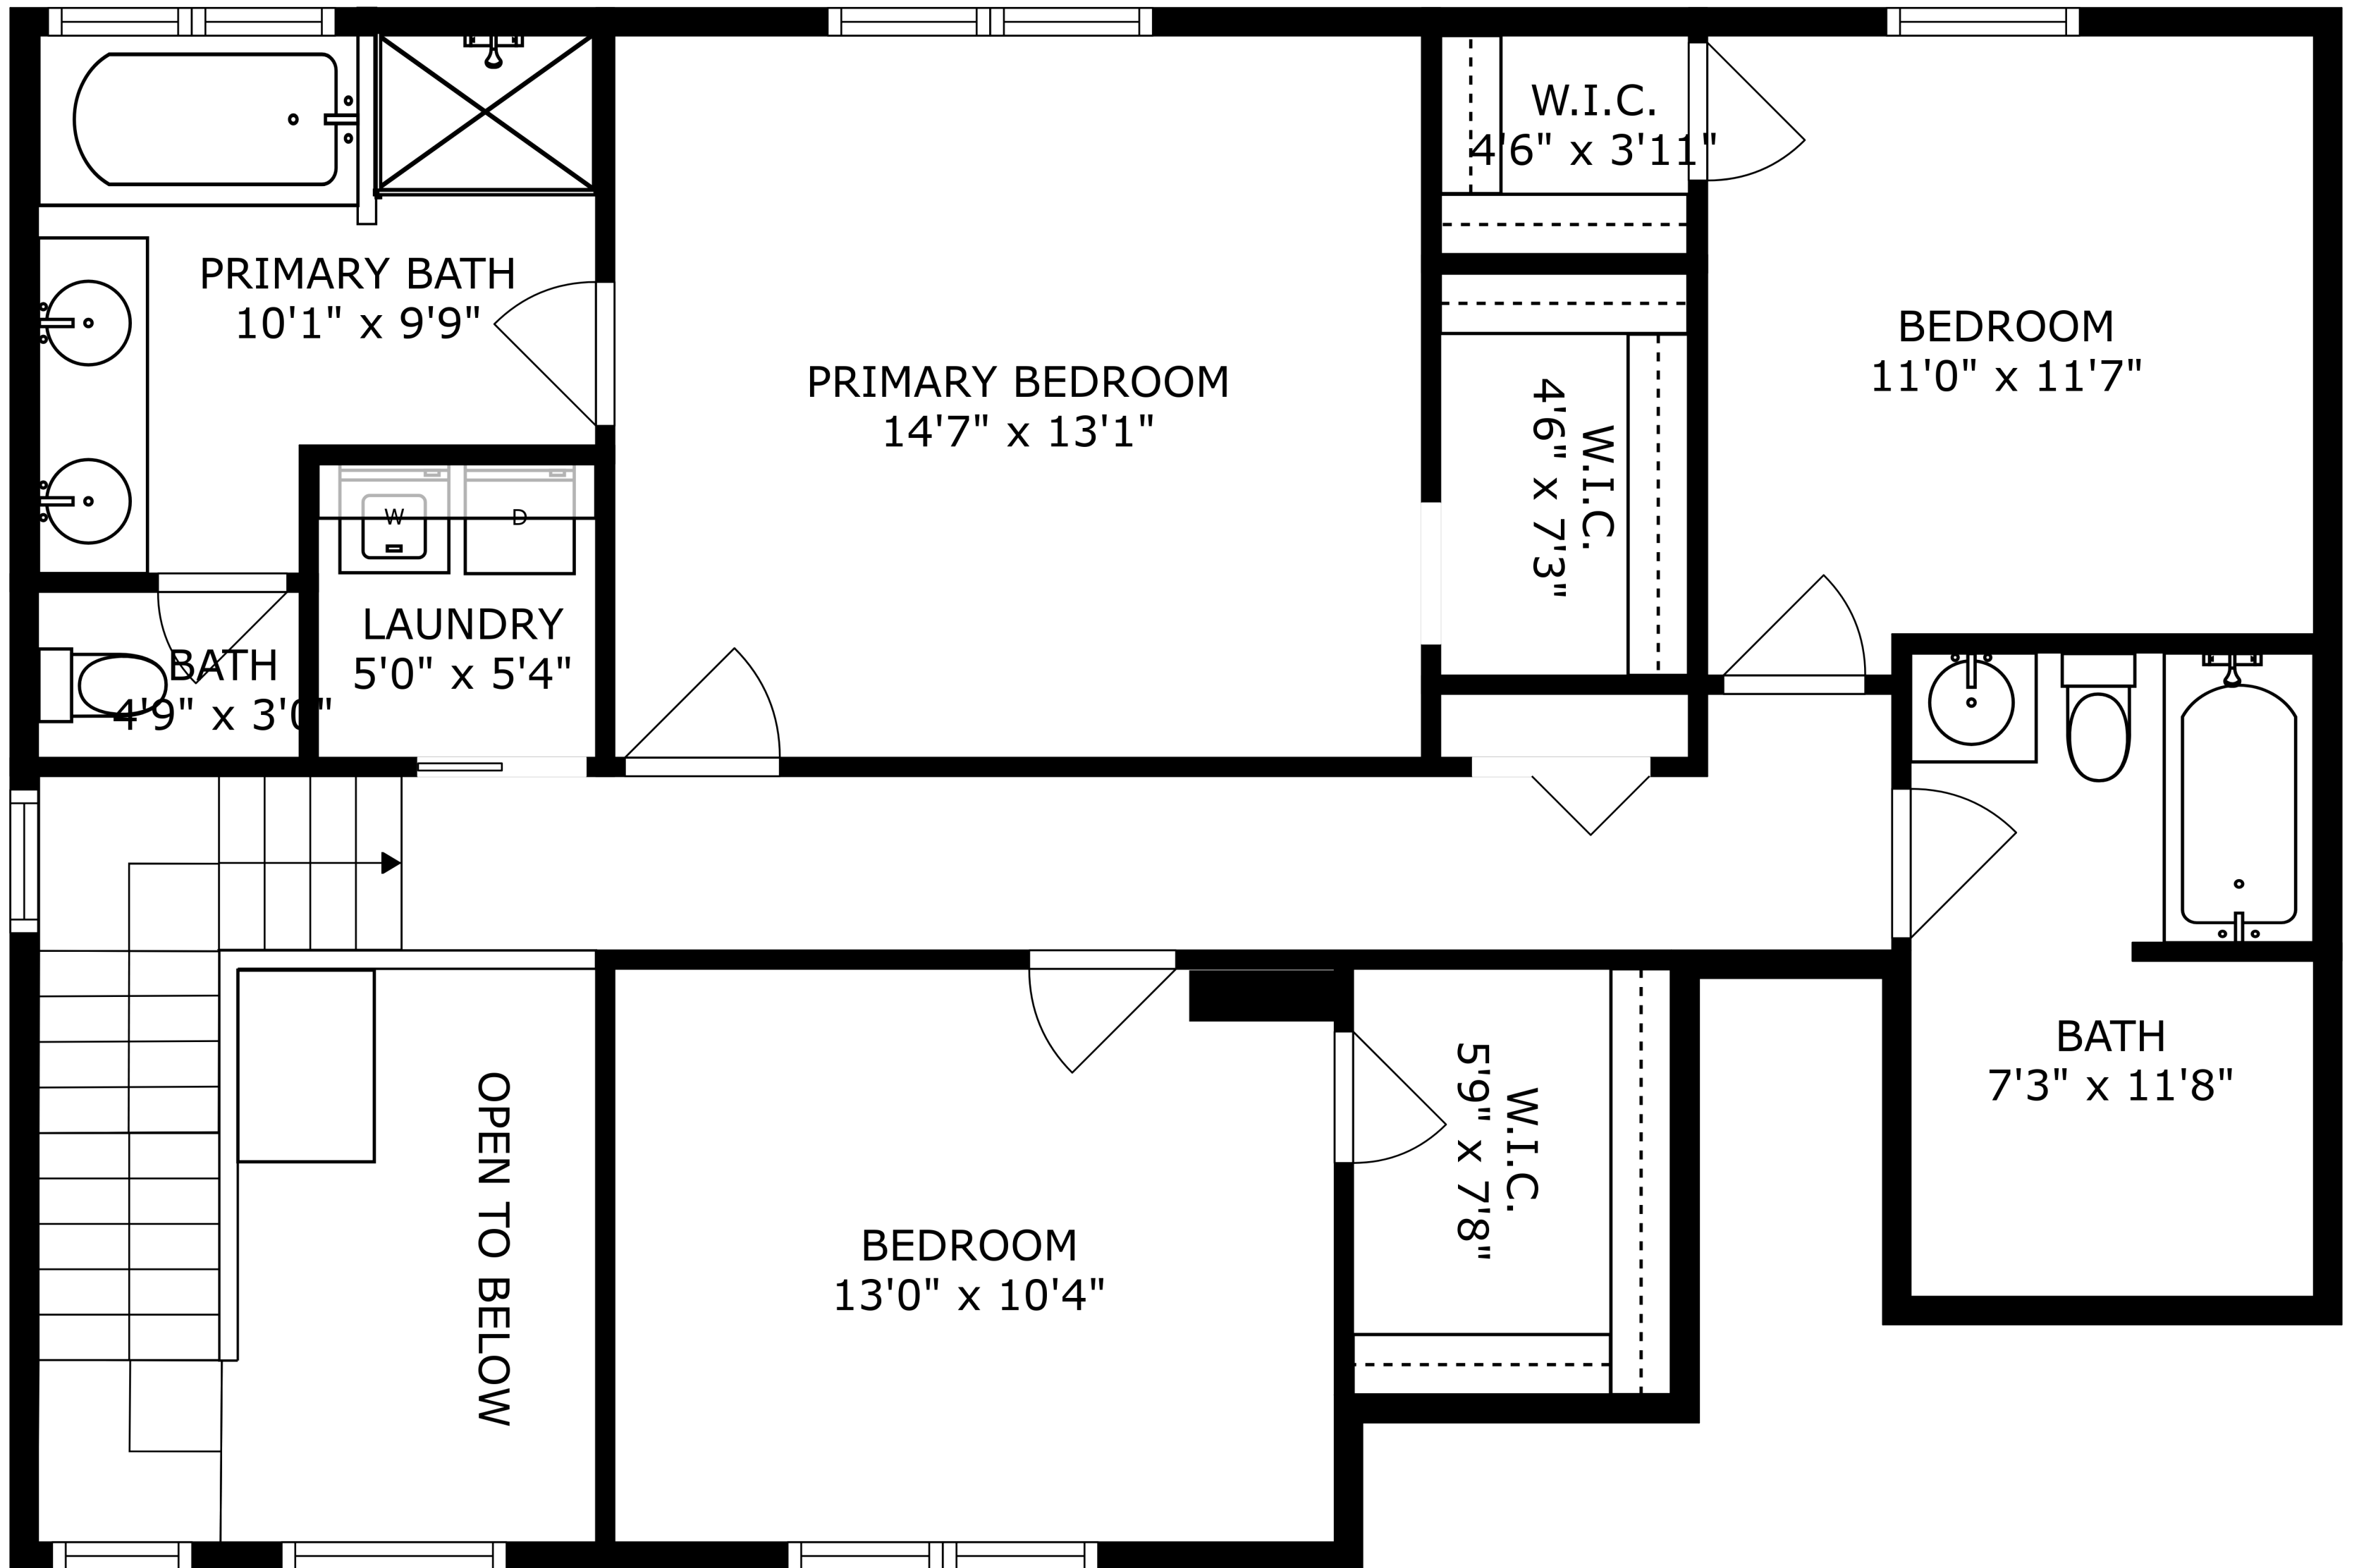 W.I.C.
4'6" x 3'11"
PRIMARY BATH
10'1" x 9'9"
BEDROOM
11'0" x 11'7"
PRIMARY BEDROOM
14'7" x 13'1"
W.I.C.
4'6" x 7'3"
W
D
LAUNDRY
5'0" x 5'4"
BATH
4'9" x 3'0"
BATH
7'3" x 11'8"
OPEN TO BELOW
W.I.C.
5'9" x 7'8"
BEDROOM
13'0" x 10'4"